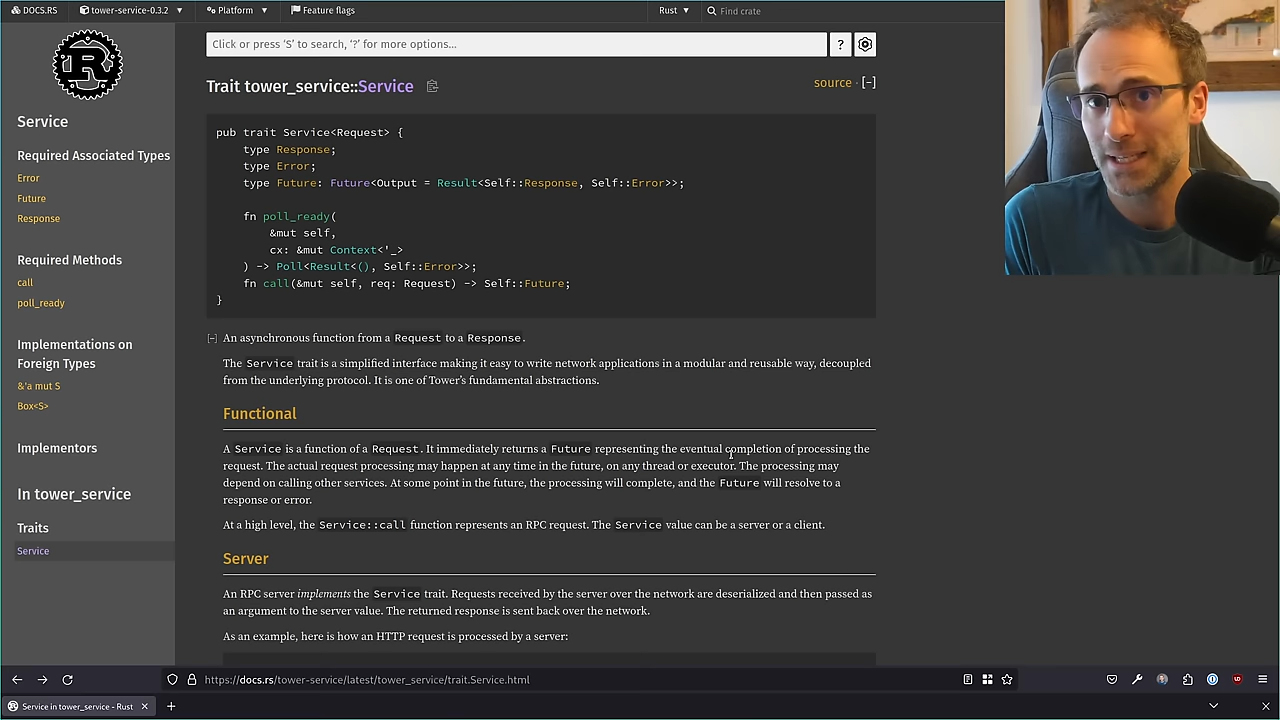 DOCS.RS
tower-service-0.3.2
Platform
Feature flags
Rust
Find crate
Click or press 'S' to search, '?' for more options…
?
Service
Required Associated Types
Error
Future
Response
Required Methods
call
poll_ready
Implementations on
Foreign Types
&'a mut S
Box<S>
Implementors
In tower_service
Traits
Service
Trait tower_service::Service
source · [-]
pub trait Service<Request> {
    type Response;
    type Error;
    type Future: Future<Output = Result<Self::Response, Self::Error>>;
    fn poll_ready(
        &mut self,
        cx: &mut Context<'_>
    ) -> Poll<Result<(), Self::Error>>;
    fn call(&mut self, req: Request) -> Self::Future;
}
[-] An asynchronous function from a Request to a Response.
The Service trait is a simplified interface making it easy to write network applications in a modular and reusable way, decoupled
from the underlying protocol. It is one of Tower's fundamental abstractions.
Functional
A Service is a function of a Request. It immediately returns a Future representing the eventual completion of processing the
request. The actual request processing may happen at any time in the future, on any thread or executor. The processing may
depend on calling other services. At some point in the future, the processing will complete, and the Future will resolve to a
response or error.
At a high level, the Service::call function represents an RPC request. The Service value can be a server or a client.
Server
An RPC server implements the Service trait. Requests received by the server over the network are deserialized and then passed as
an argument to the server value. The returned response is sent back over the network.
As an example, here is how an HTTP request is processed by a server:
https://docs.rs/tower-service/latest/tower_service/trait.Service.html
Service in tower_service - Rust